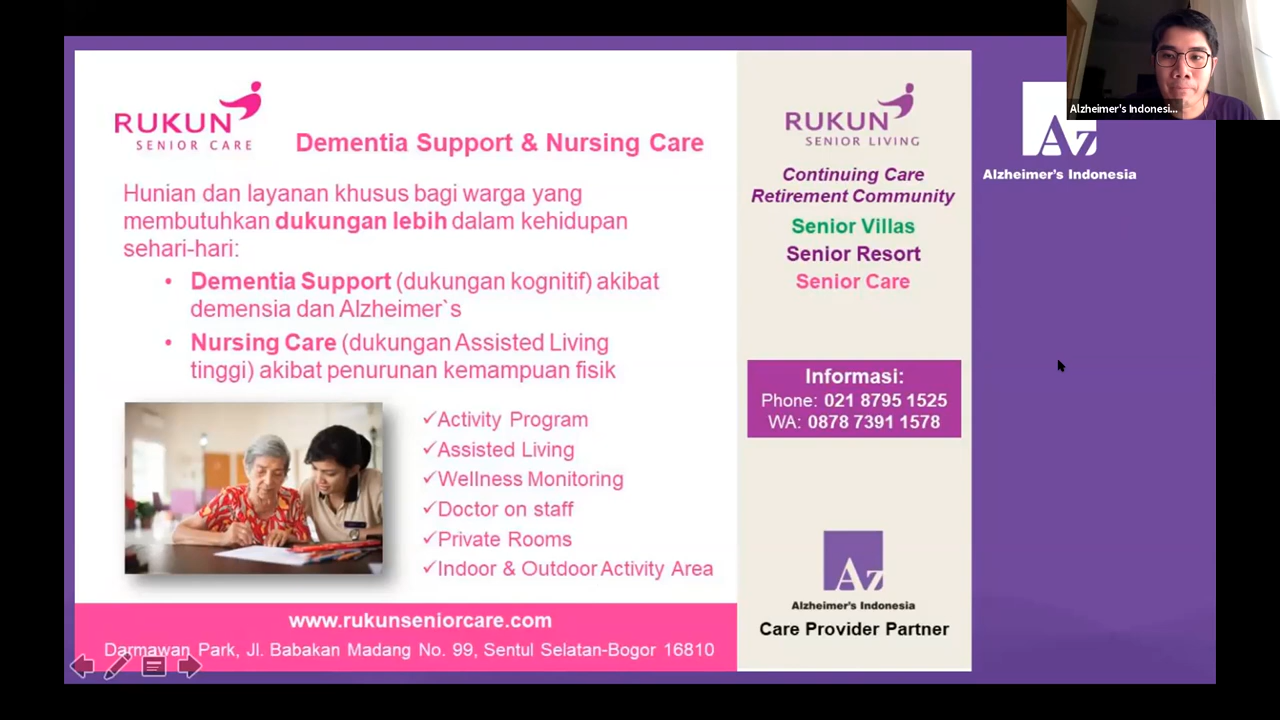 RUKUN
SENIOR CARE
Dementia Support & Nursing Care
Hunian dan layanan khusus bagi warga yang
membutuhkan dukungan lebih dalam kehidupan
sehari-hari:
• Dementia Support (dukungan kognitif) akibat
demensia dan Alzheimer`s
• Nursing Care (dukungan Assisted Living
tinggi) akibat penurunan kemampuan fisik
✓Activity Program
✓Assisted Living
✓Wellness Monitoring
✓Doctor on staff
✓Private Rooms
✓Indoor & Outdoor Activity Area
www.rukunseniorcare.com
Darmawan Park, Jl. Babakan Madang No. 99, Sentul Selatan-Bogor 16810
RUKUN
SENIOR LIVING
Continuing Care
Retirement Community
Senior Villas
Senior Resort
Senior Care
Informasi:
Phone: 021 8795 1525
WA: 0878 7391 1578
Az
Alzheimer's Indonesia
Care Provider Partner
Alzheimer's Indonesi...
Az
Alzheimer's Indonesia